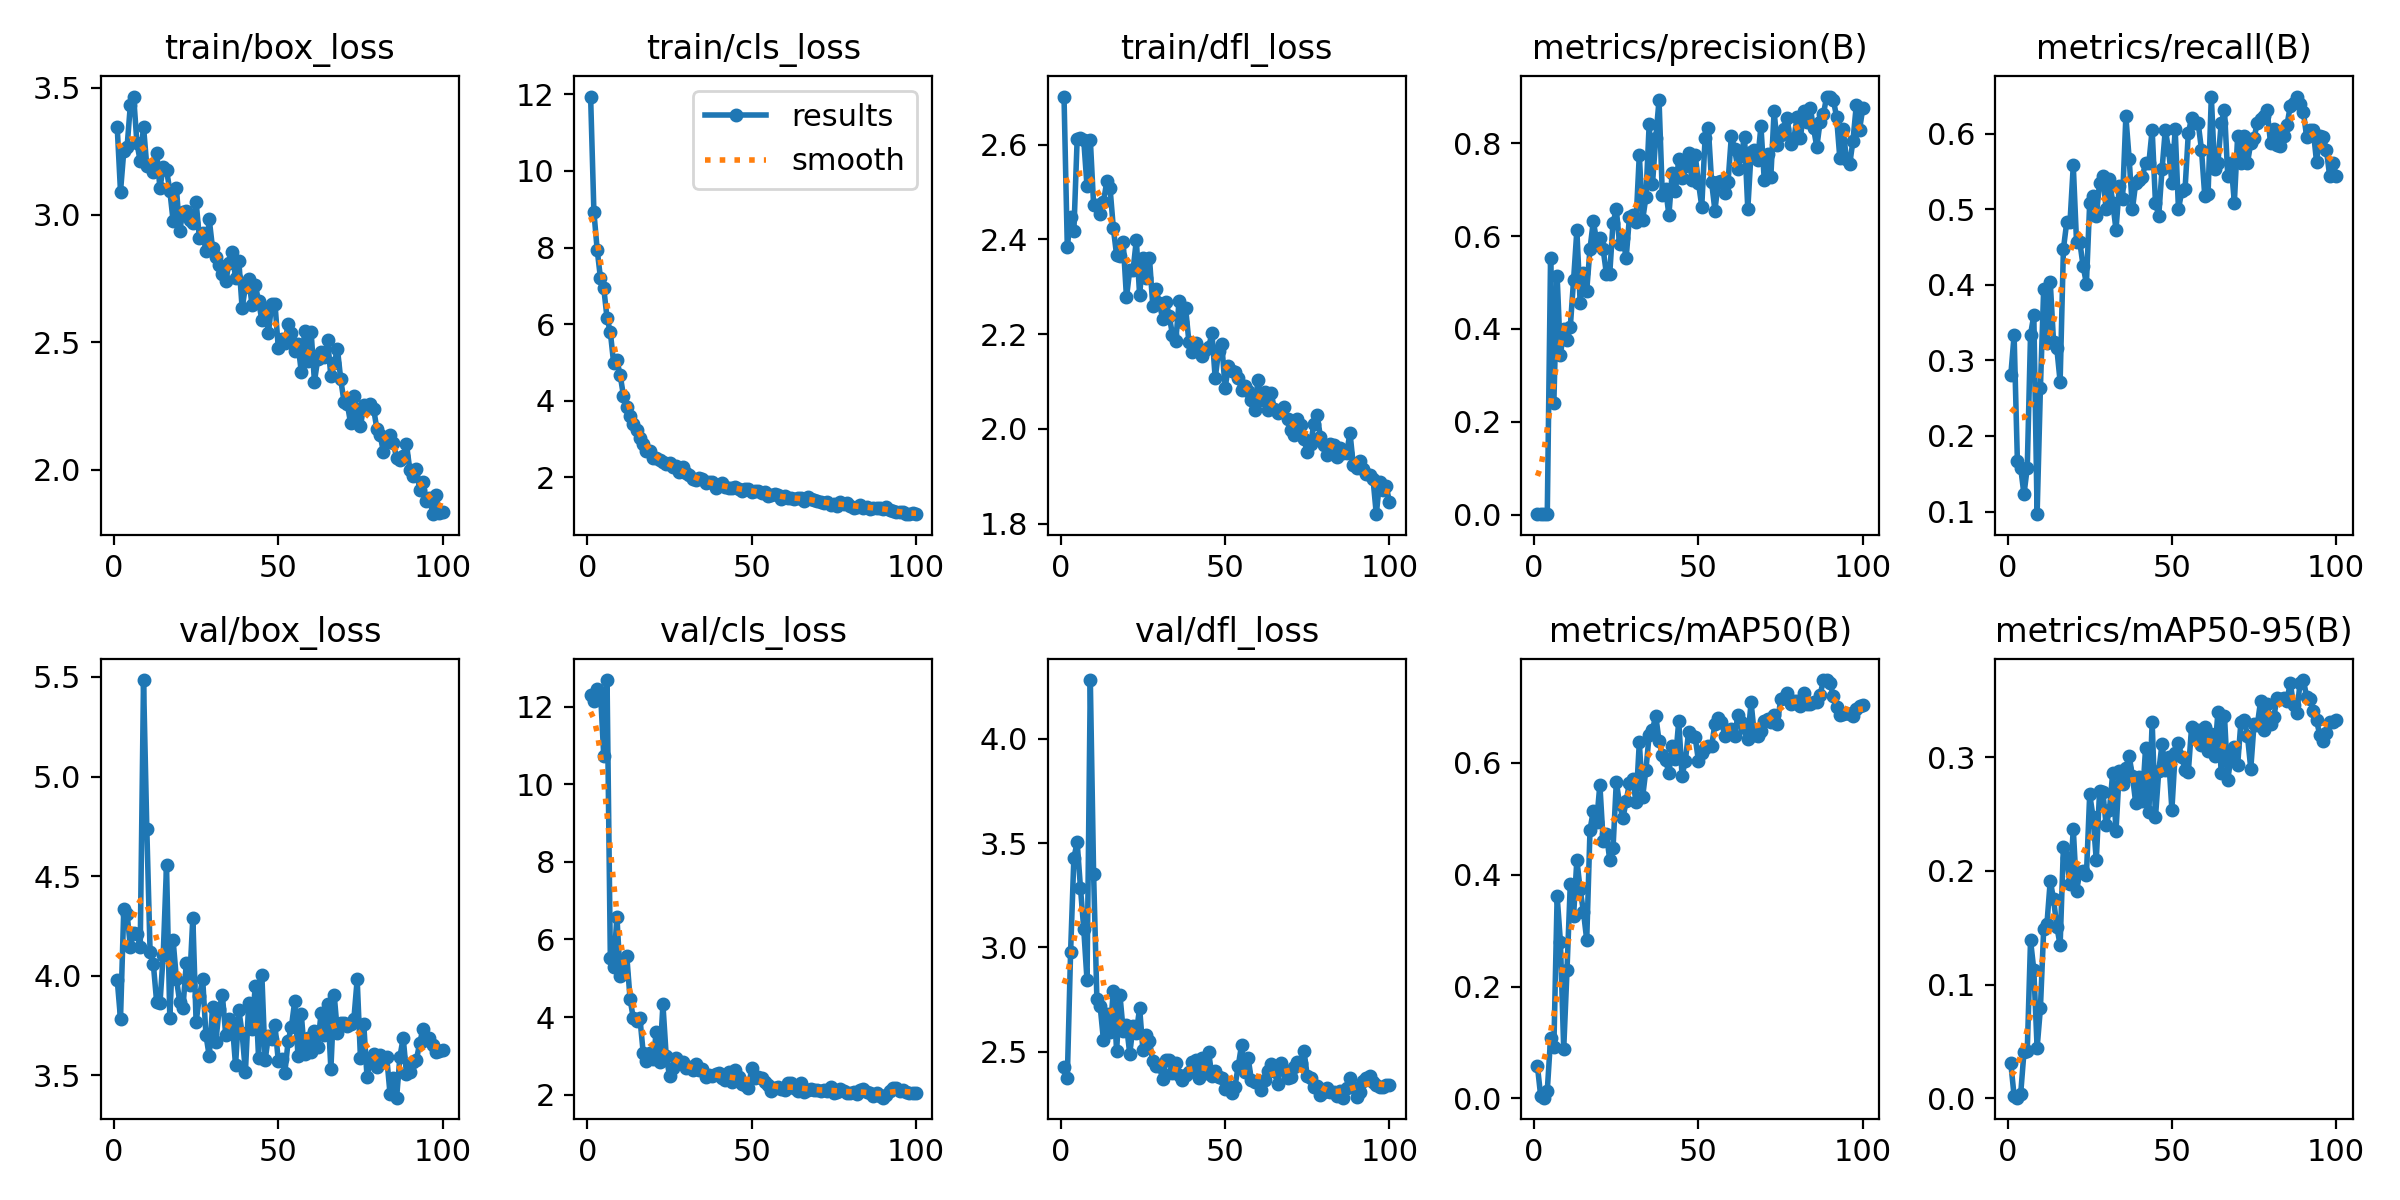 train/box_loss
3.5
3.0
2.5
2.0
0 50 100
train/cls_loss
12
10
8
6
4
2
0 50 100
results
smooth
train/dfl_loss
2.6
2.4
2.2
2.0
1.8
0 50 100
metrics/precision(B)
0.8
0.6
0.4
0.2
0.0
0 50 100
metrics/recall(B)
0.6
0.5
0.4
0.3
0.2
0.1
0 50 100
val/box_loss
5.5
5.0
4.5
4.0
3.5
0 50 100
val/cls_loss
12
10
8
6
4
2
0 50 100
val/dfl_loss
4.0
3.5
3.0
2.5
0 50 100
metrics/mAP50(B)
0.6
0.4
0.2
0.0
0 50 100
metrics/mAP50-95(B)
0.3
0.2
0.1
0.0
0 50 100